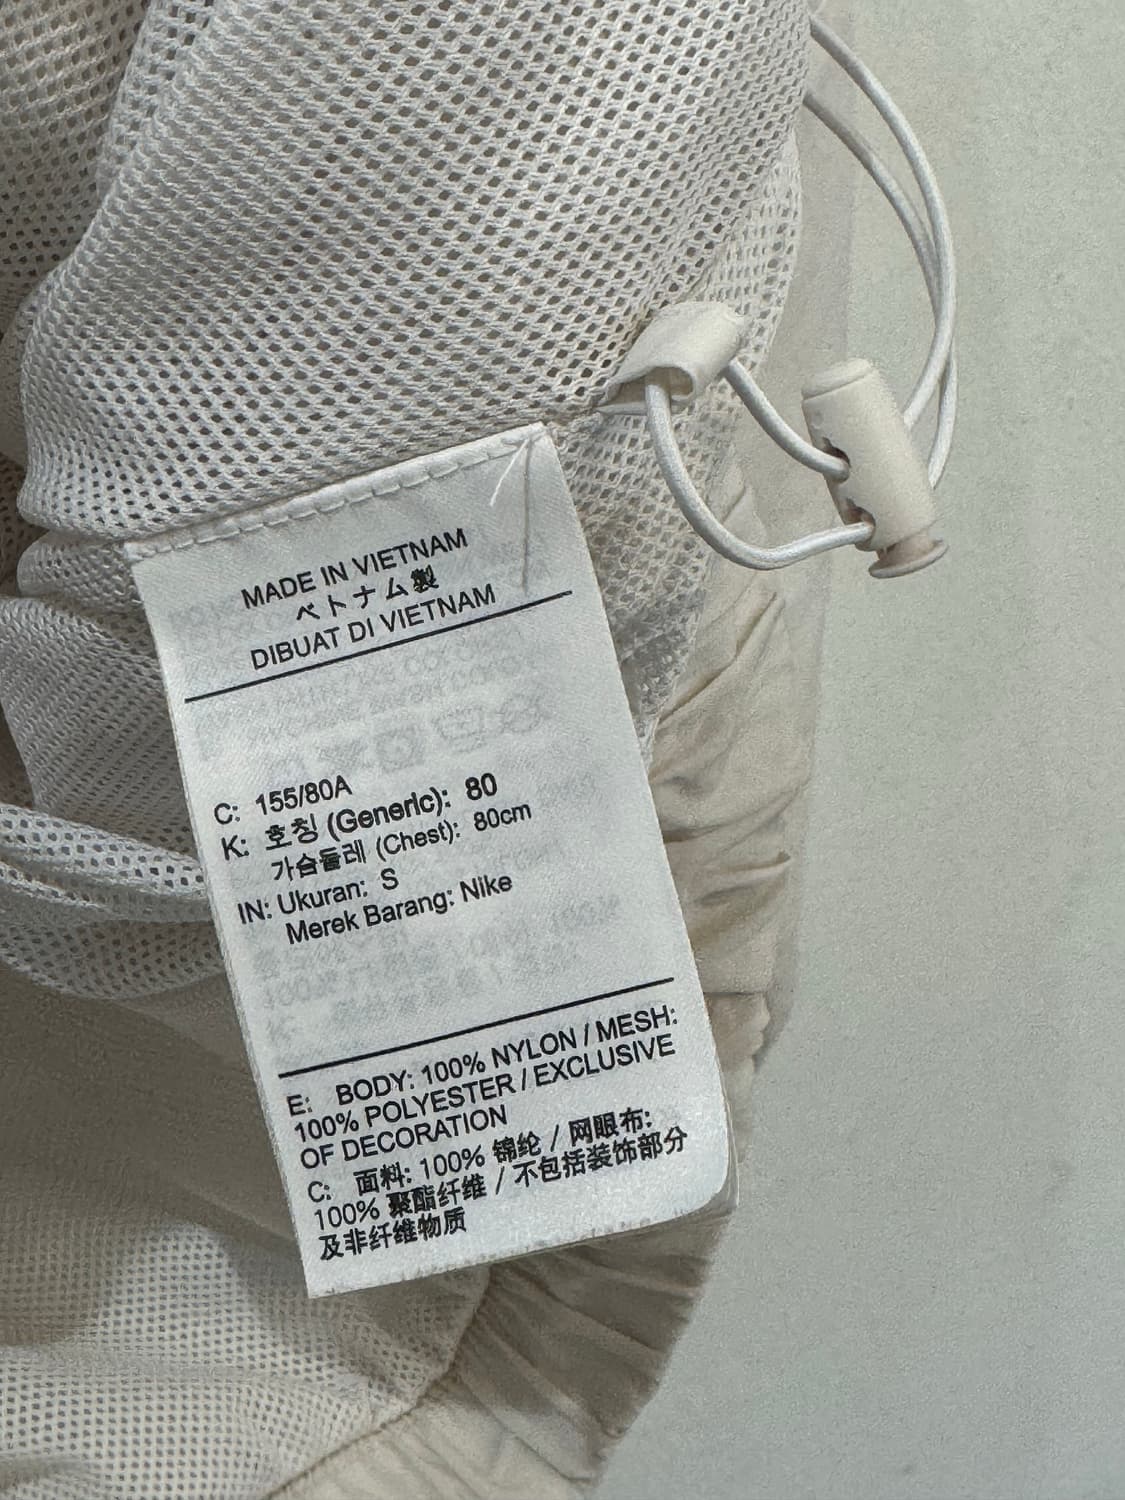 MADE IN VIETNAM
ベトナム製
DIBUAT DI VIETNAM
C: 155/80A
K: 호칭 (Generic): 80
가슴둘레 (Chest): 80cm
IN: Ukuran: S
Merek Barang: Nike
E: BODY: 100% NYLON / MESH:
100% POLYESTER / EXCLUSIVE
OF DECORATION
C: 面料: 100% 锦纶 / 网眼布:
100% 聚酯纤维 / 不包括装饰部分
及非纤维物质